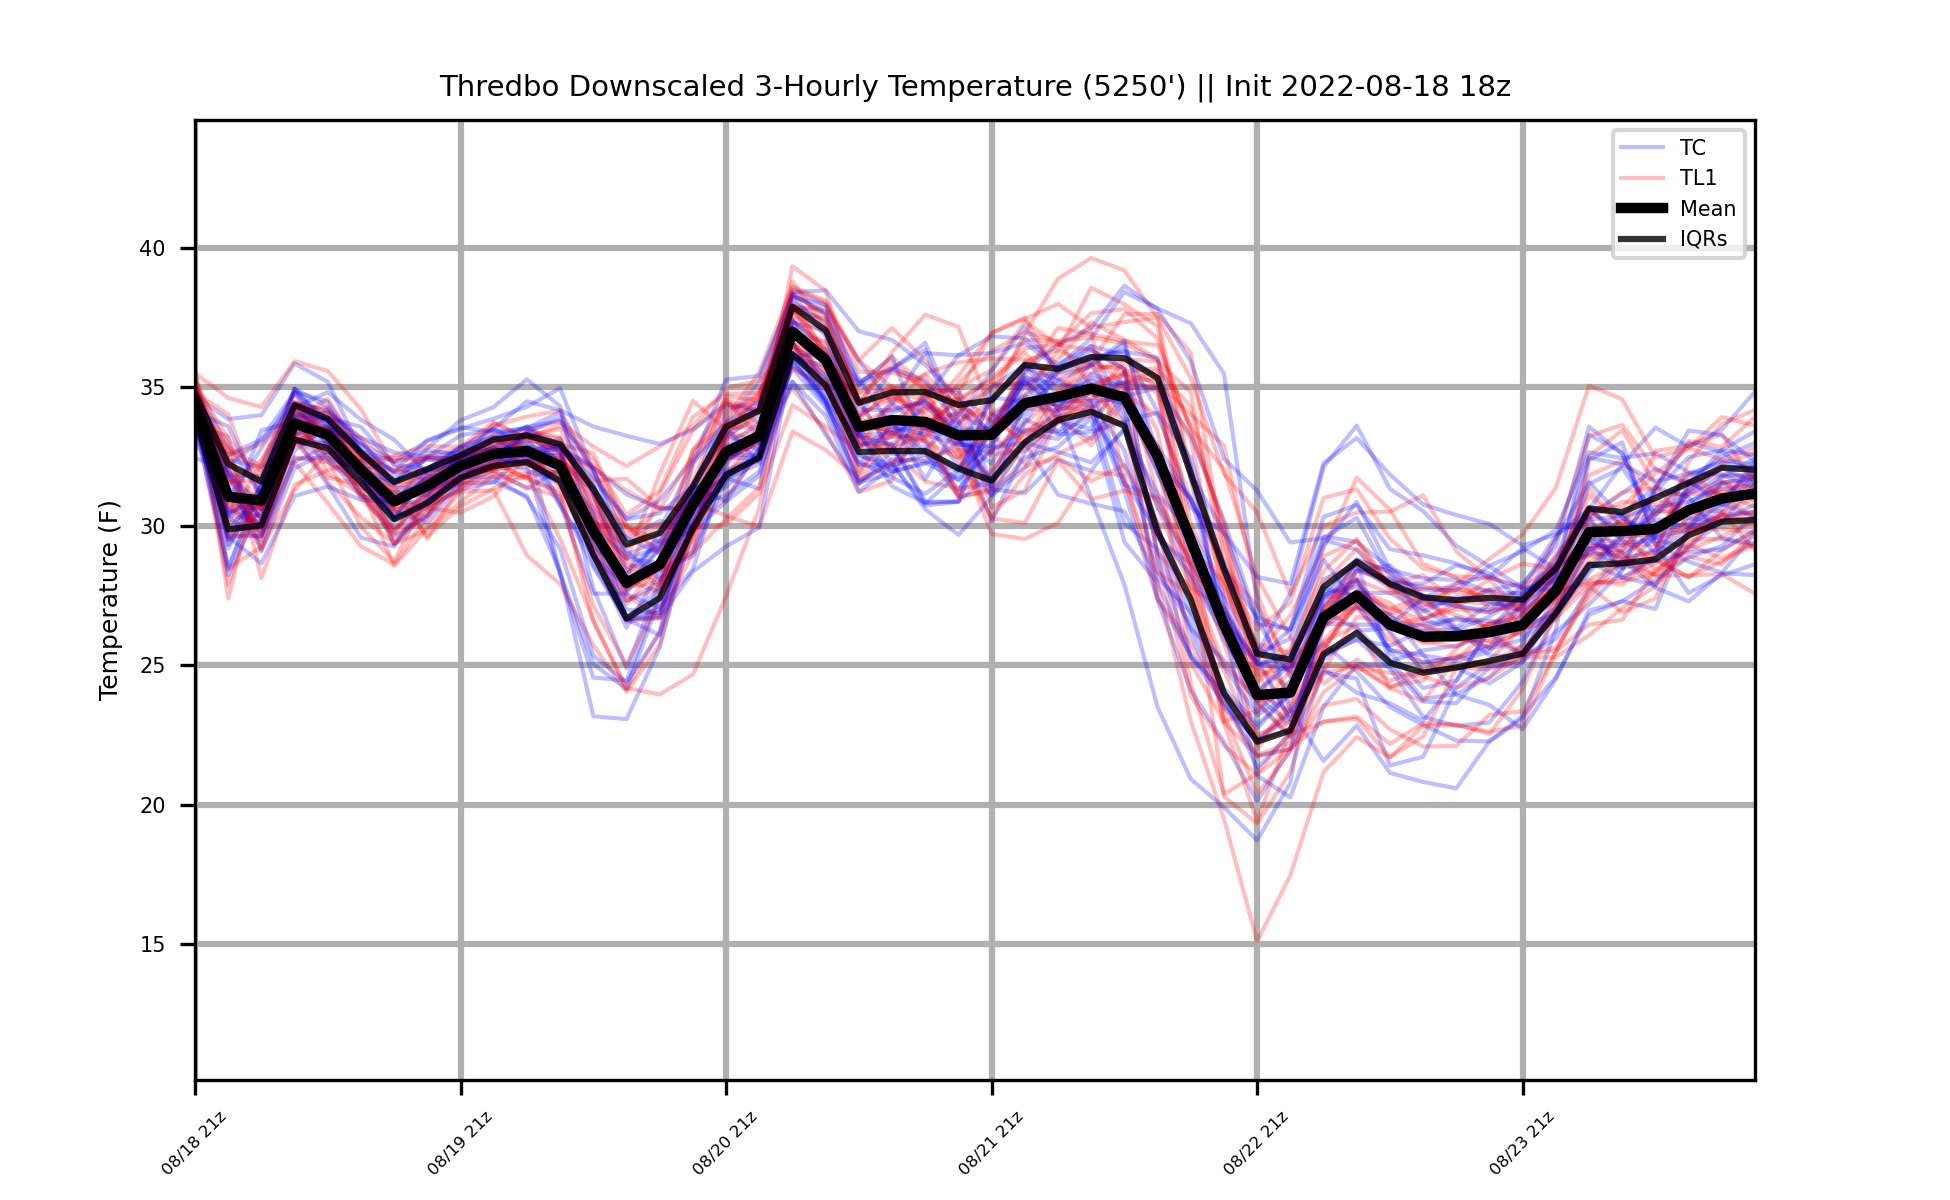 Thredbo Downscaled 3-Hourly Temperature (5250') || Init 2022-08-18 18z
TC
TL1
Mean
IQRs
Temperature (F)
40
35
30
25
20
15
08/18 21z
08/19 21z
08/20 21z
08/21 21z
08/22 21z
08/23 21z